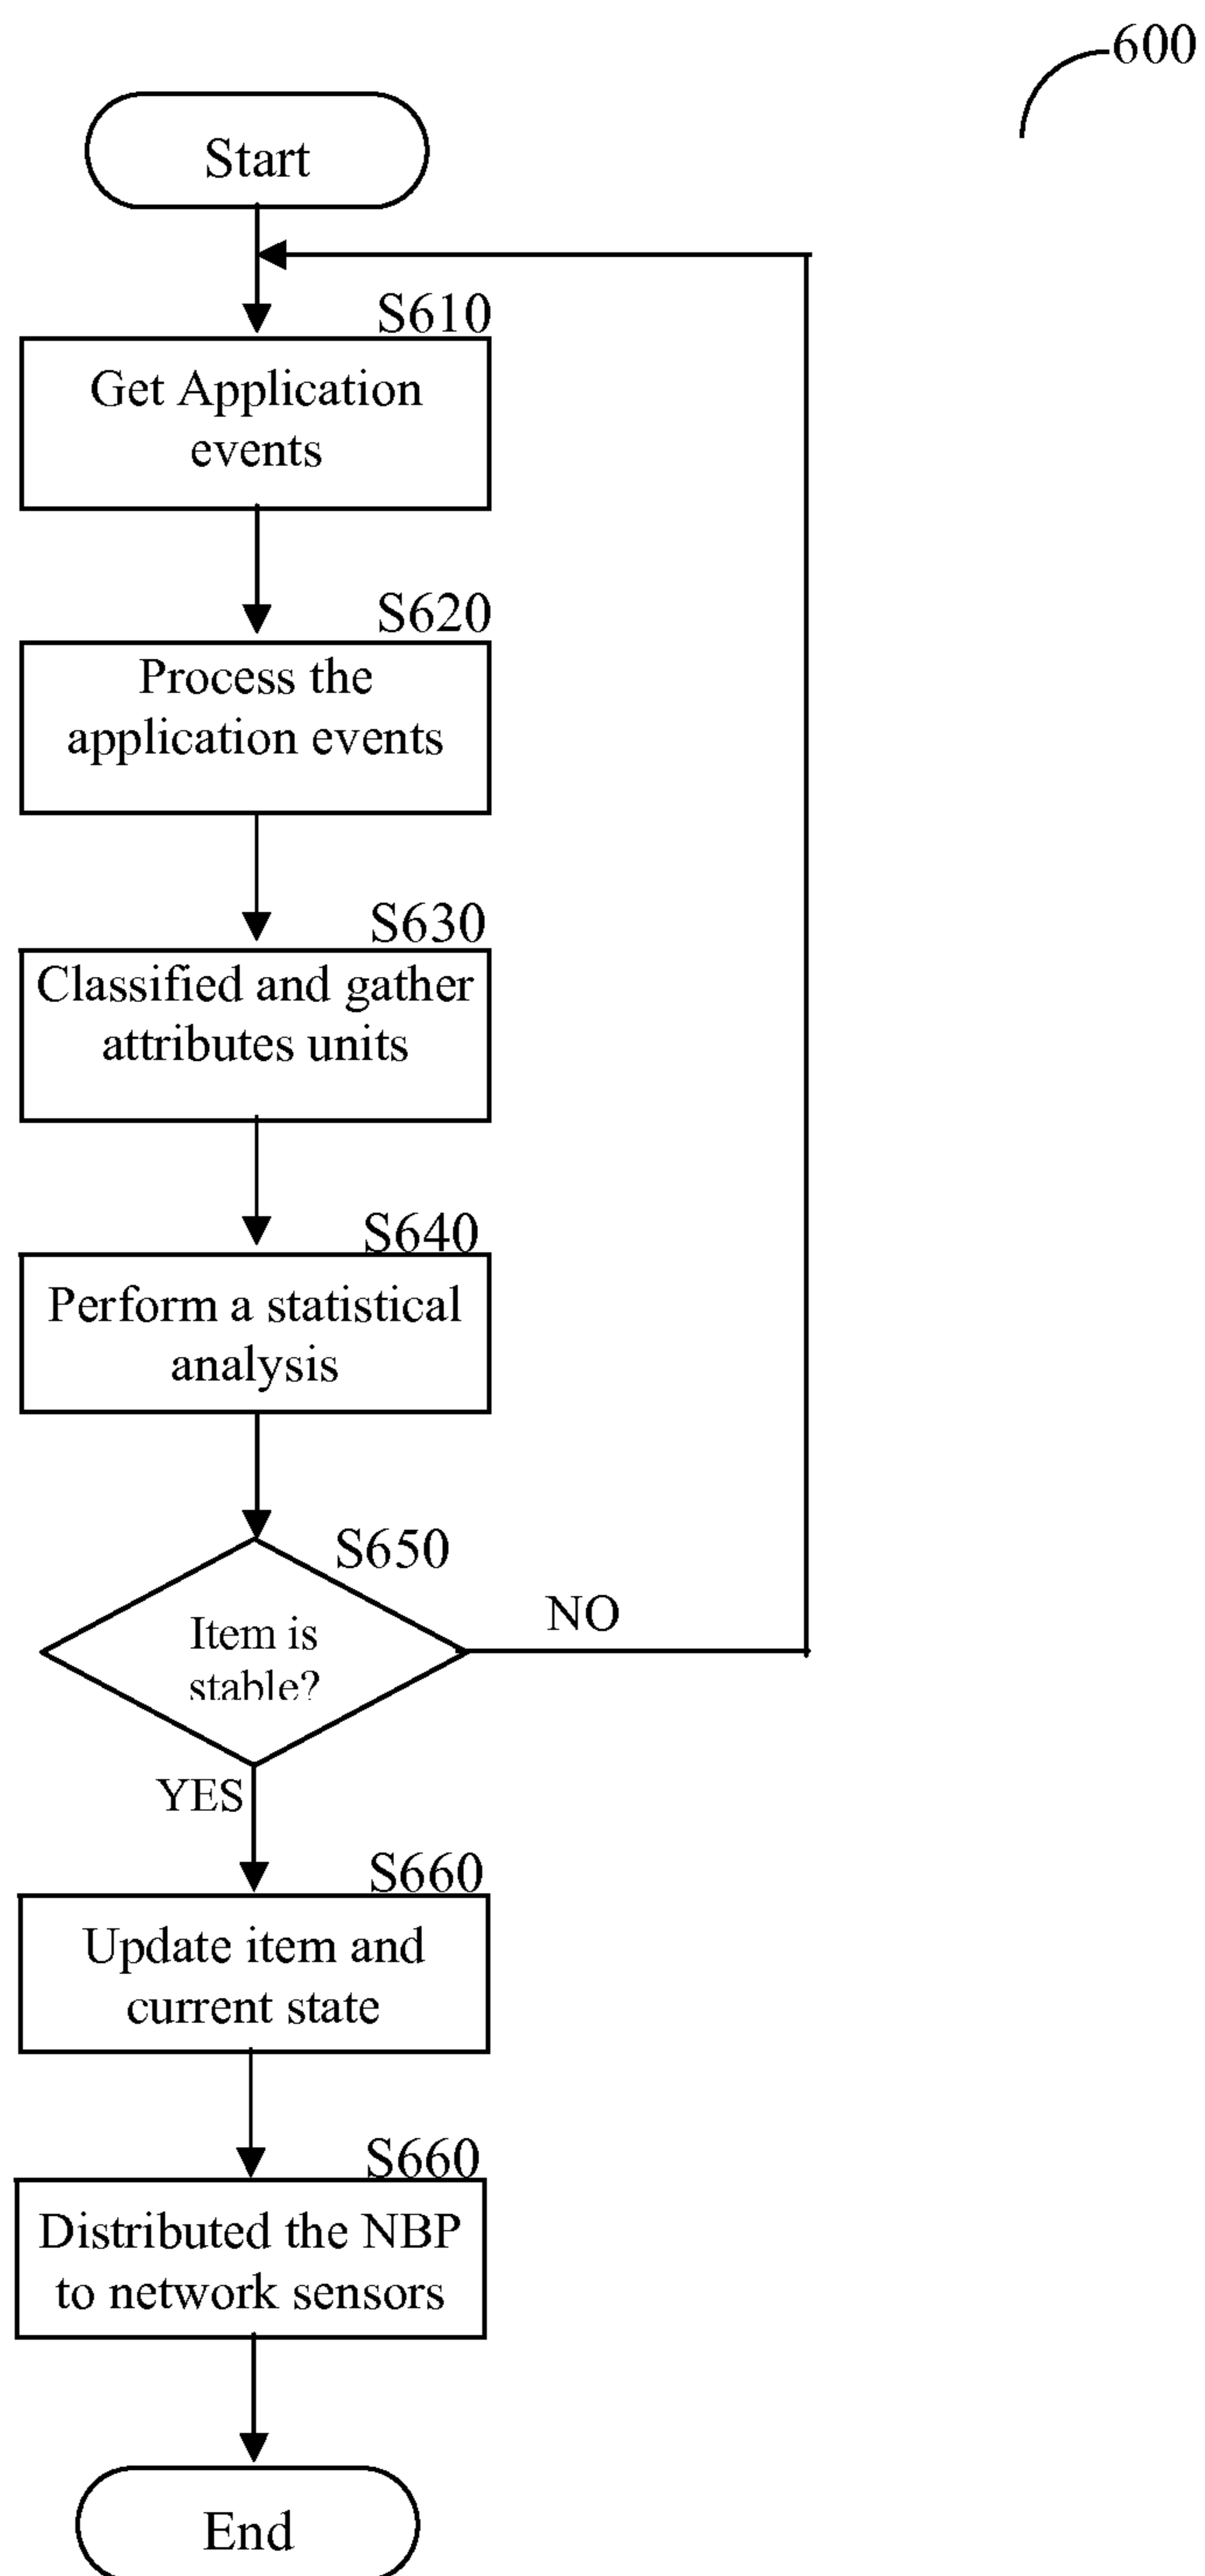 600
Start
S610
Get Application
events
S620
Process the
application events
S630
Classified and gather
attributes units
S640
Perform a statistical
analysis
S650
Item is
stable?
NO
YES
S660
Update item and
current state
S660
Distributed the NBP
to network sensors
End